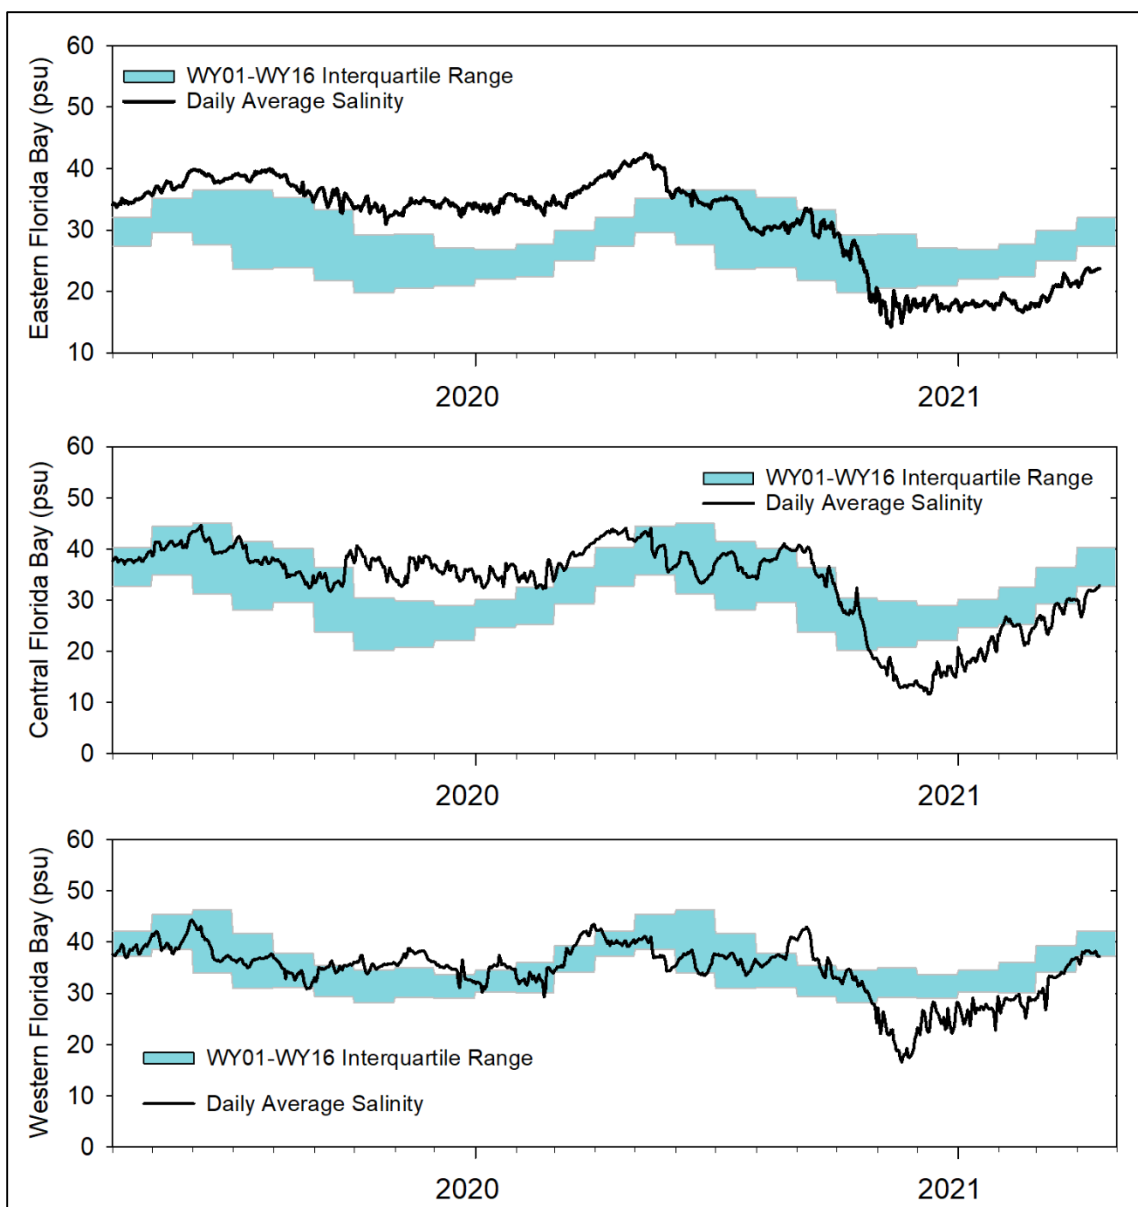 Eastern Florida Bay (psu)
60
50
40
30
20
10
WY01-WY16 Interquartile Range
Daily Average Salinity
2020
2021
Central Florida Bay (psu)
60
50
40
30
20
10
0
WY01-WY16 Interquartile Range
Daily Average Salinity
2020
2021
Western Florida Bay (psu)
60
50
40
30
20
10
0
WY01-WY16 Interquartile Range
Daily Average Salinity
2020
2021